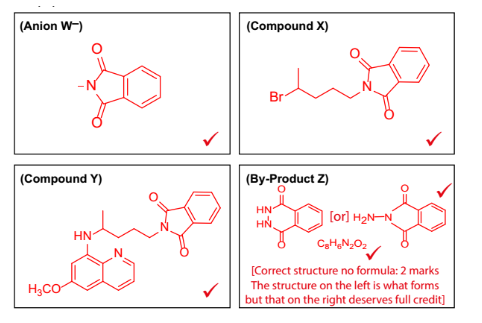 (Anion W–)
O
–N
O
(Compound X)
O
Br
N
O
(Compound Y)
O
N
O
HN
N
H₃CO
(By-Product Z)
O
HN
HN
O
[or]
O
H₂N–N
O
C₈H₆N₂O₂
[Correct structure no formula: 2 marks
The structure on the left is what forms
but that on the right deserves full credit]